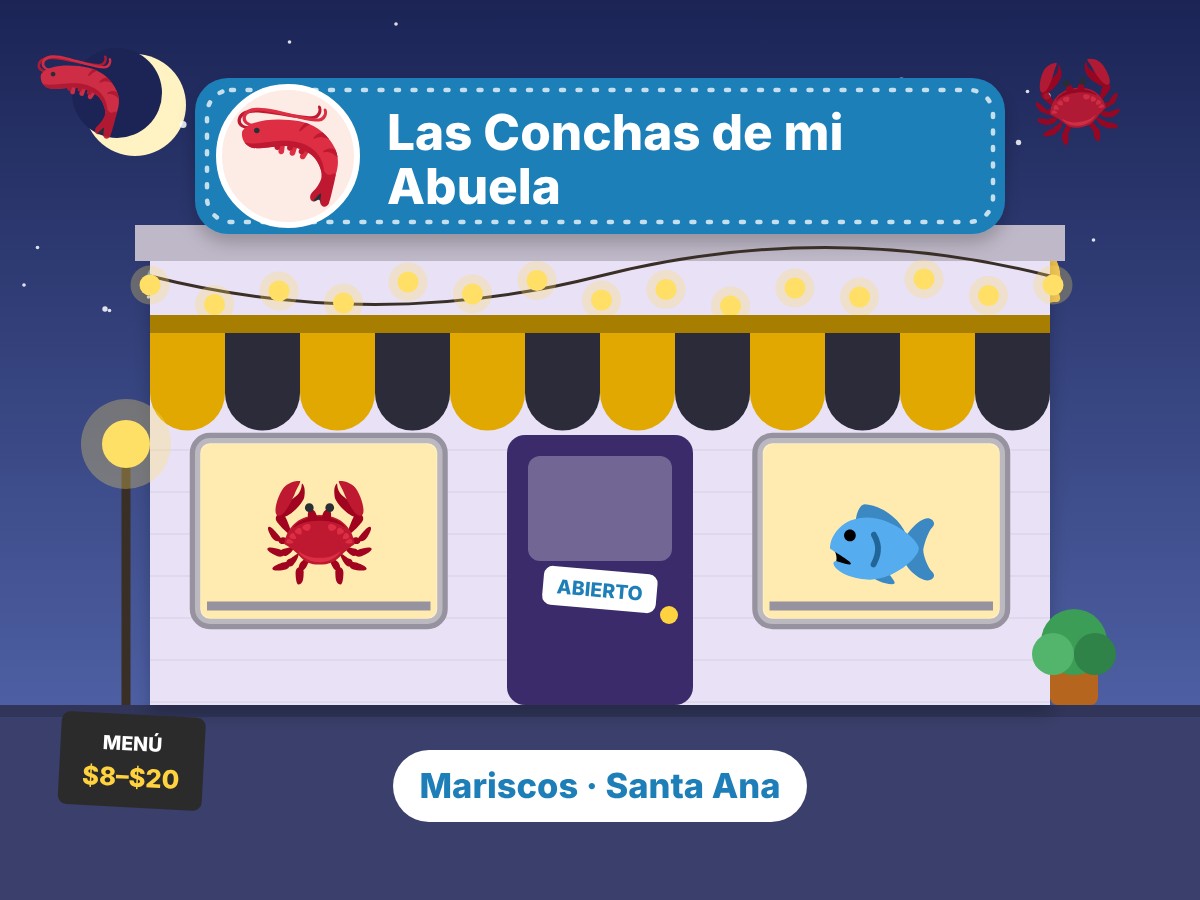 Las Conchas de mi
Abuela
ABIERTO
MENÚ
$8–$20
Mariscos · Santa Ana